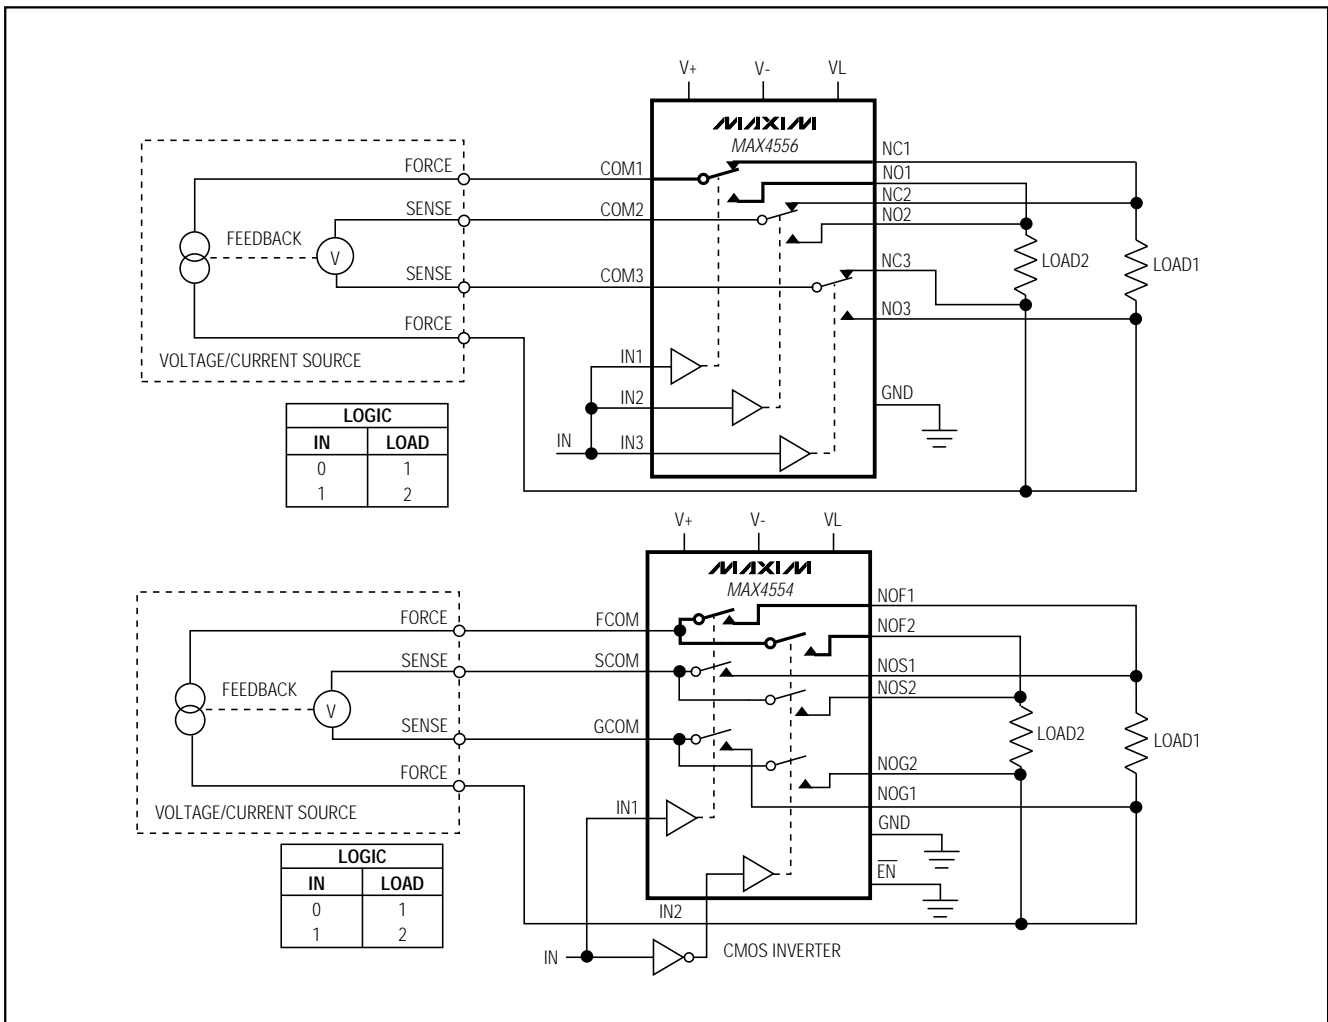 V+ V- VL
MAXIM
MAX4556
FORCE COM1 NC1
NO1
SENSE COM2 NC2
NO2
FEEDBACK V
SENSE COM3 NC3
LOAD2 LOAD1
NO3
FORCE
VOLTAGE/CURRENT SOURCE
IN1
IN2 GND
IN IN3
LOGIC
IN LOAD
0 1
1 2
V+ V- VL
MAXIM
MAX4554
FORCE FCOM NOF1
NOF2
SENSE SCOM NOS1
NOS2
FEEDBACK V
SENSE GCOM
LOAD2 LOAD1
FORCE NOG2
NOG1
VOLTAGE/CURRENT SOURCE
IN1 GND
EN
LOGIC
IN LOAD
0 1
1 2
IN2
IN CMOS INVERTER